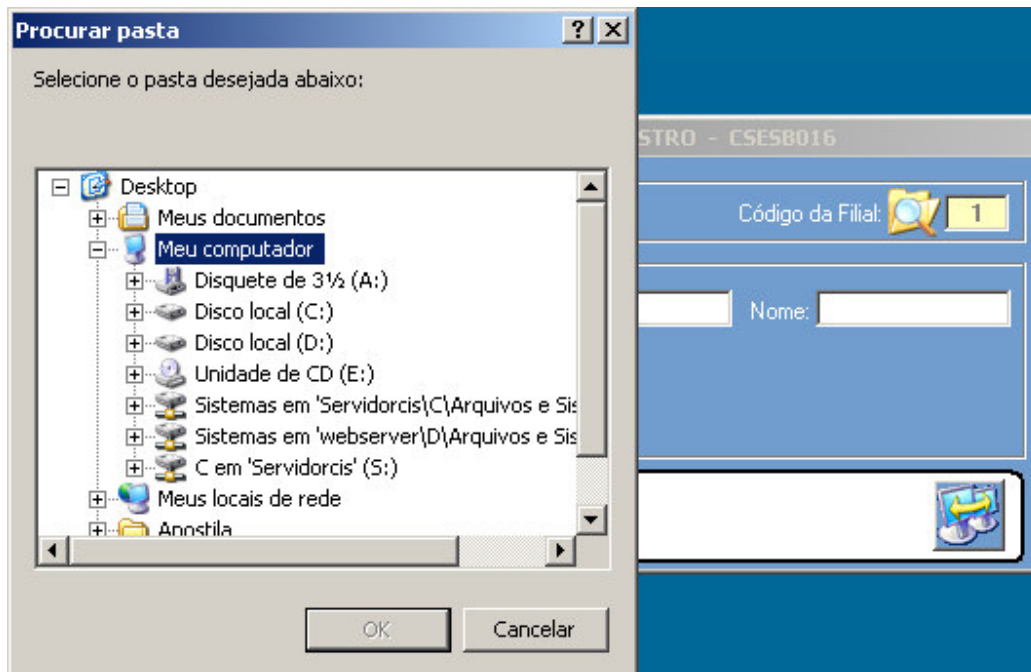 Procurar pasta
Selecione o pasta desejada abaixo:
Desktop
Meus documentos
Meu computador
Disquete de 3½ (A:)
Disco local (C:)
Disco local (D:)
Unidade de CD (E:)
Sistemas em 'Servidorcis\C\Arquivos e Sis
Sistemas em 'webserver\D\Arquivos e Sis
C em 'Servidorcis' (S:)
Meus locais de rede
Apostila
OK
Cancelar
STRO - CSESB016
Código da Filial: 1
Nome: